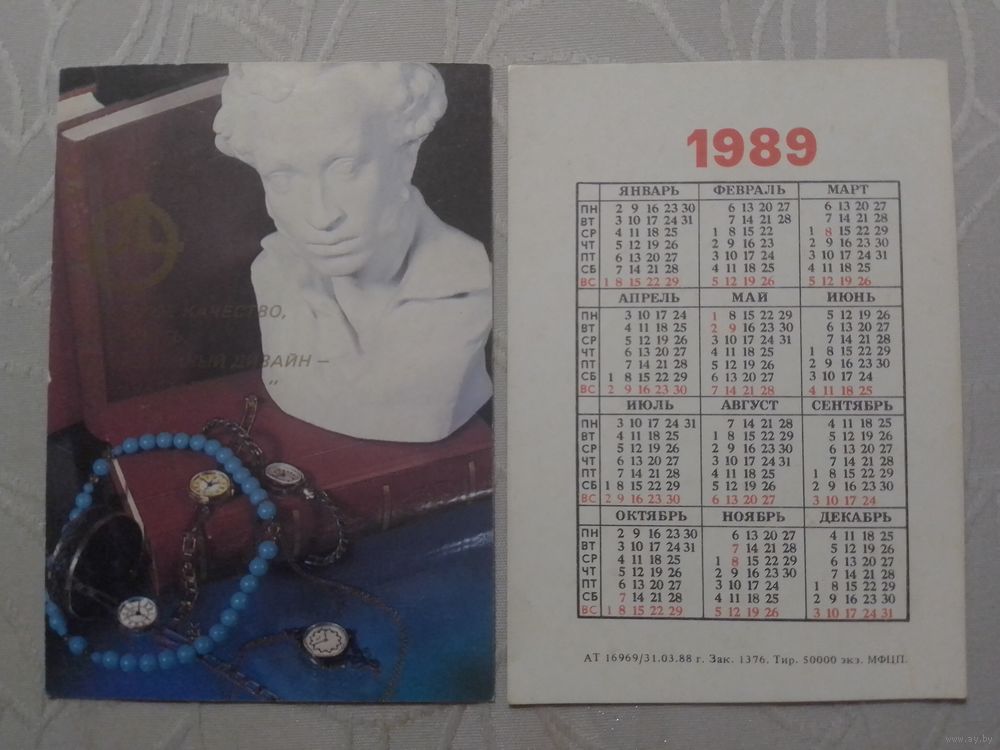 КАЧЕСТВО,
ДИЗАЙН –
"
1989
ЯНВАРЬ ФЕВРАЛЬ МАРТ
ПН 2 9 16 23 30 6 13 20 27 6 13 20 27
ВТ 3 10 17 24 31 7 14 21 28 7 14 21 28
СР 4 11 18 25 1 8 15 22 1 8 15 22 29
ЧТ 5 12 19 26 2 9 16 23 2 9 16 23 30
ПТ 6 13 20 27 3 10 17 24 3 10 17 24 31
СБ 7 14 21 28 4 11 18 25 4 11 18 25
ВС 1 8 15 22 29 5 12 19 26 5 12 19 26
АПРЕЛЬ МАЙ ИЮНЬ
ПН 3 10 17 24 1 8 15 22 29 5 12 19 26
ВТ 4 11 18 25 2 9 16 23 30 6 13 20 27
СР 5 12 19 26 3 10 17 24 31 7 14 21 28
ЧТ 6 13 20 27 4 11 18 25 1 8 15 22 29
ПТ 7 14 21 28 5 12 19 26 2 9 16 23 30
СБ 1 8 15 22 29 6 13 20 27 3 10 17 24
ВС 2 9 16 23 30 7 14 21 28 4 11 18 25
ИЮЛЬ АВГУСТ СЕНТЯБРЬ
ПН 3 10 17 24 31 7 14 21 28 4 11 18 25
ВТ 4 11 18 25 1 8 15 22 29 5 12 19 26
СР 5 12 19 26 2 9 16 23 30 6 13 20 27
ЧТ 6 13 20 27 3 10 17 24 31 7 14 21 28
ПТ 7 14 21 28 4 11 18 25 1 8 15 22 29
СБ 1 8 15 22 29 5 12 19 26 2 9 16 23 30
ВС 2 9 16 23 30 6 13 20 27 3 10 17 24
ОКТЯБРЬ НОЯБРЬ ДЕКАБРЬ
ПН 2 9 16 23 30 6 13 20 27 4 11 18 25
ВТ 3 10 17 24 31 7 14 21 28 5 12 19 26
СР 4 11 18 25 1 8 15 22 29 6 13 20 27
ЧТ 5 12 19 26 2 9 16 23 30 7 14 21 28
ПТ 6 13 20 27 3 10 17 24 1 8 15 22 29
СБ 7 14 21 28 4 11 18 25 2 9 16 23 30
ВС 1 8 15 22 29 5 12 19 26 3 10 17 24 31
АТ 16969/31.03.88 г. Зак. 1376. Тир. 50000 экз. МФЦП.
www.ay.by